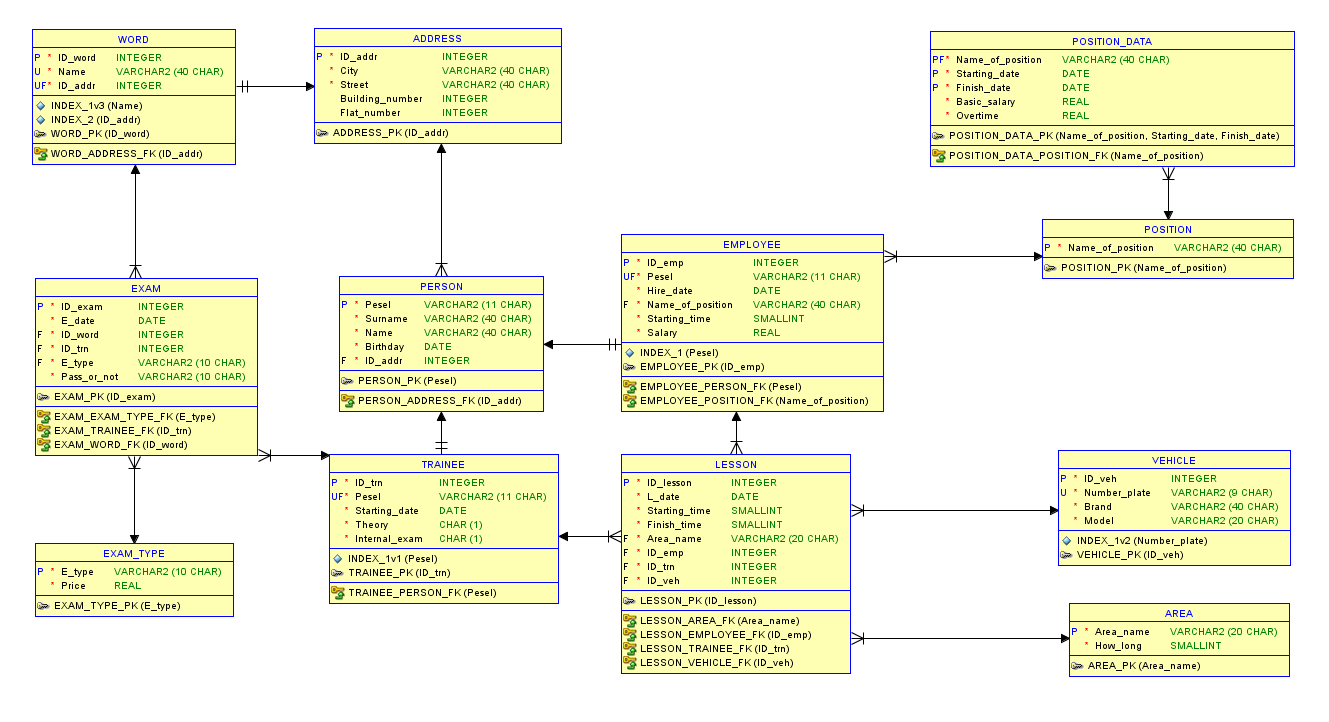 WORD
P * ID_word INTEGER
U * Name VARCHAR2 (40 CHAR)
UF* ID_addr INTEGER
INDEX_1v3 (Name)
INDEX_2 (ID_addr)
WORD_PK (ID_word)
WORD_ADDRESS_FK (ID_addr)
ADDRESS
P * ID_addr INTEGER
* City VARCHAR2 (40 CHAR)
* Street VARCHAR2 (40 CHAR)
Building_number INTEGER
Flat_number INTEGER
ADDRESS_PK (ID_addr)
POSITION_DATA
PF* Name_of_position VARCHAR2 (40 CHAR)
P * Starting_date DATE
P * Finish_date DATE
* Basic_salary REAL
* Overtime REAL
POSITION_DATA_PK (Name_of_position, Starting_date, Finish_date)
POSITION_DATA_POSITION_FK (Name_of_position)
POSITION
P * Name_of_position VARCHAR2 (40 CHAR)
POSITION_PK (Name_of_position)
EMPLOYEE
P * ID_emp INTEGER
UF* Pesel VARCHAR2 (11 CHAR)
* Hire_date DATE
F * Name_of_position VARCHAR2 (40 CHAR)
* Starting_time SMALLINT
* Salary REAL
INDEX_1 (Pesel)
EMPLOYEE_PK (ID_emp)
EMPLOYEE_PERSON_FK (Pesel)
EMPLOYEE_POSITION_FK (Name_of_position)
PERSON
P * Pesel VARCHAR2 (11 CHAR)
* Surname VARCHAR2 (40 CHAR)
* Name VARCHAR2 (40 CHAR)
* Birthday DATE
F * ID_addr INTEGER
PERSON_PK (Pesel)
PERSON_ADDRESS_FK (ID_addr)
EXAM
P * ID_exam INTEGER
* E_date DATE
F * ID_word INTEGER
F * ID_trn INTEGER
F * E_type VARCHAR2 (10 CHAR)
* Pass_or_not VARCHAR2 (10 CHAR)
EXAM_PK (ID_exam)
EXAM_EXAM_TYPE_FK (E_type)
EXAM_TRAINEE_FK (ID_trn)
EXAM_WORD_FK (ID_word)
TRAINEE
P * ID_trn INTEGER
UF* Pesel VARCHAR2 (11 CHAR)
* Starting_date DATE
* Theory CHAR (1)
* Internal_exam CHAR (1)
INDEX_1v1 (Pesel)
TRAINEE_PK (ID_trn)
TRAINEE_PERSON_FK (Pesel)
LESSON
P * ID_lesson INTEGER
* L_date DATE
* Starting_time SMALLINT
* Finish_time SMALLINT
F * Area_name VARCHAR2 (20 CHAR)
F * ID_emp INTEGER
F * ID_trn INTEGER
F * ID_veh INTEGER
LESSON_PK (ID_lesson)
LESSON_AREA_FK (Area_name)
LESSON_EMPLOYEE_FK (ID_emp)
LESSON_TRAINEE_FK (ID_trn)
LESSON_VEHICLE_FK (ID_veh)
VEHICLE
P * ID_veh INTEGER
U * Number_plate VARCHAR2 (9 CHAR)
* Brand VARCHAR2 (40 CHAR)
* Model VARCHAR2 (20 CHAR)
INDEX_1v2 (Number_plate)
VEHICLE_PK (ID_veh)
EXAM_TYPE
P * E_type VARCHAR2 (10 CHAR)
* Price REAL
EXAM_TYPE_PK (E_type)
AREA
P * Area_name VARCHAR2 (20 CHAR)
* How_long SMALLINT
AREA_PK (Area_name)